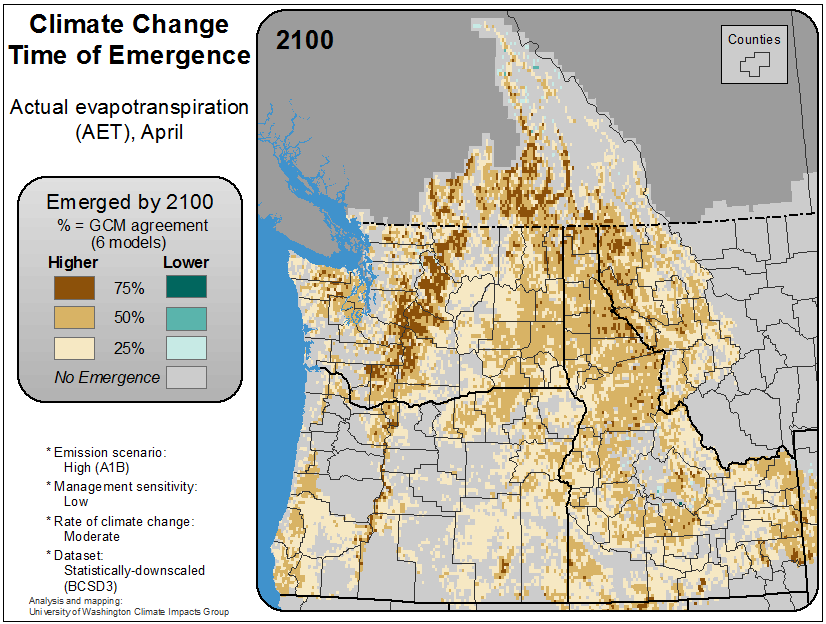 Climate Change
Time of Emergence
Actual evapotranspiration
(AET), April
Emerged by 2100
% = GCM agreement
(6 models)
Higher Lower
75%
50%
25%
No Emergence
* Emission scenario:
High (A1B)
* Management sensitivity:
Low
* Rate of climate change:
Moderate
* Dataset:
Statistically-downscaled
(BCSD3)
Analysis and mapping:
University of Washington Climate Impacts Group
2100
Counties